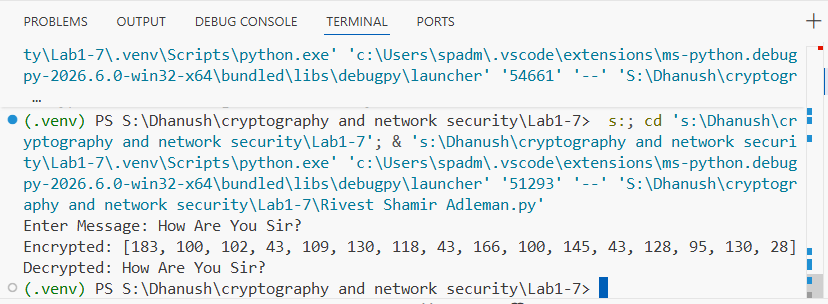 PROBLEMS OUTPUT DEBUG CONSOLE TERMINAL PORTS
ty\Lab1-7\.venv\Scripts\python.exe' 'c:\Users\spadm\.vscode\extensions\ms-python.debug
py-2026.6.0-win32-x64\bundled\libs\debugpy\launcher' '54661' '--' 'S:\Dhanush\cryptogr
…
(.venv) PS S:\Dhanush\cryptography and network security\Lab1-7> s:; cd 's:\Dhanush\cr
yptography and network security\Lab1-7'; & 's:\Dhanush\cryptography and network securi
ty\Lab1-7\.venv\Scripts\python.exe' 'c:\Users\spadm\.vscode\extensions\ms-python.debug
py-2026.6.0-win32-x64\bundled\libs\debugpy\launcher' '51293' '--' 'S:\Dhanush\cryptogr
aphy and network security\Lab1-7\Rivest Shamir Adleman.py'
Enter Message: How Are You Sir?
Encrypted: [183, 100, 102, 43, 109, 130, 118, 43, 166, 100, 145, 43, 128, 95, 130, 28]
Decrypted: How Are You Sir?
(.venv) PS S:\Dhanush\cryptography and network security\Lab1-7>